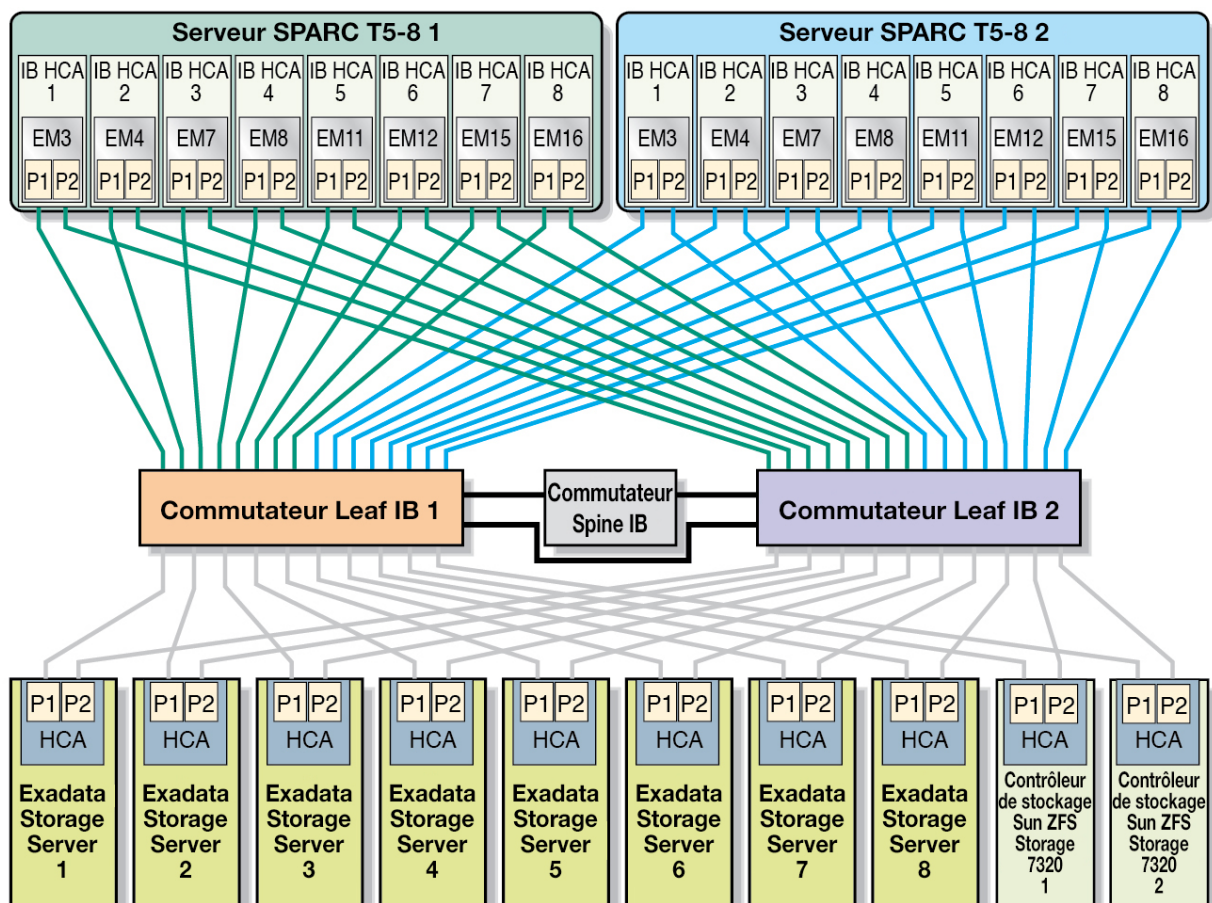 Serveur SPARC T5-8 1
IB HCA
1
IB HCA
2
IB HCA
3
IB HCA
4
IB HCA
5
IB HCA
6
IB HCA
7
IB HCA
8
EM3
EM4
EM7
EM8
EM11
EM12
EM15
EM16
P1 P2
P1 P2
P1 P2
P1 P2
P1 P2
P1 P2
P1 P2
P1 P2
Serveur SPARC T5-8 2
IB HCA
1
IB HCA
2
IB HCA
3
IB HCA
4
IB HCA
5
IB HCA
6
IB HCA
7
IB HCA
8
EM3
EM4
EM7
EM8
EM11
EM12
EM15
EM16
P1 P2
P1 P2
P1 P2
P1 P2
P1 P2
P1 P2
P1 P2
P1 P2
Commutateur Leaf IB 1
Commutateur
Spine IB
Commutateur Leaf IB 2
P1 P2
HCA
Exadata
Storage
Server
1
P1 P2
HCA
Exadata
Storage
Server
2
P1 P2
HCA
Exadata
Storage
Server
3
P1 P2
HCA
Exadata
Storage
Server
4
P1 P2
HCA
Exadata
Storage
Server
5
P1 P2
HCA
Exadata
Storage
Server
6
P1 P2
HCA
Exadata
Storage
Server
7
P1 P2
HCA
Exadata
Storage
Server
8
P1 P2
HCA
Contrôleur
de stockage
Sun ZFS
Storage
7320
1
P1 P2
HCA
Contrôleur
de stockage
Sun ZFS
Storage
7320
2